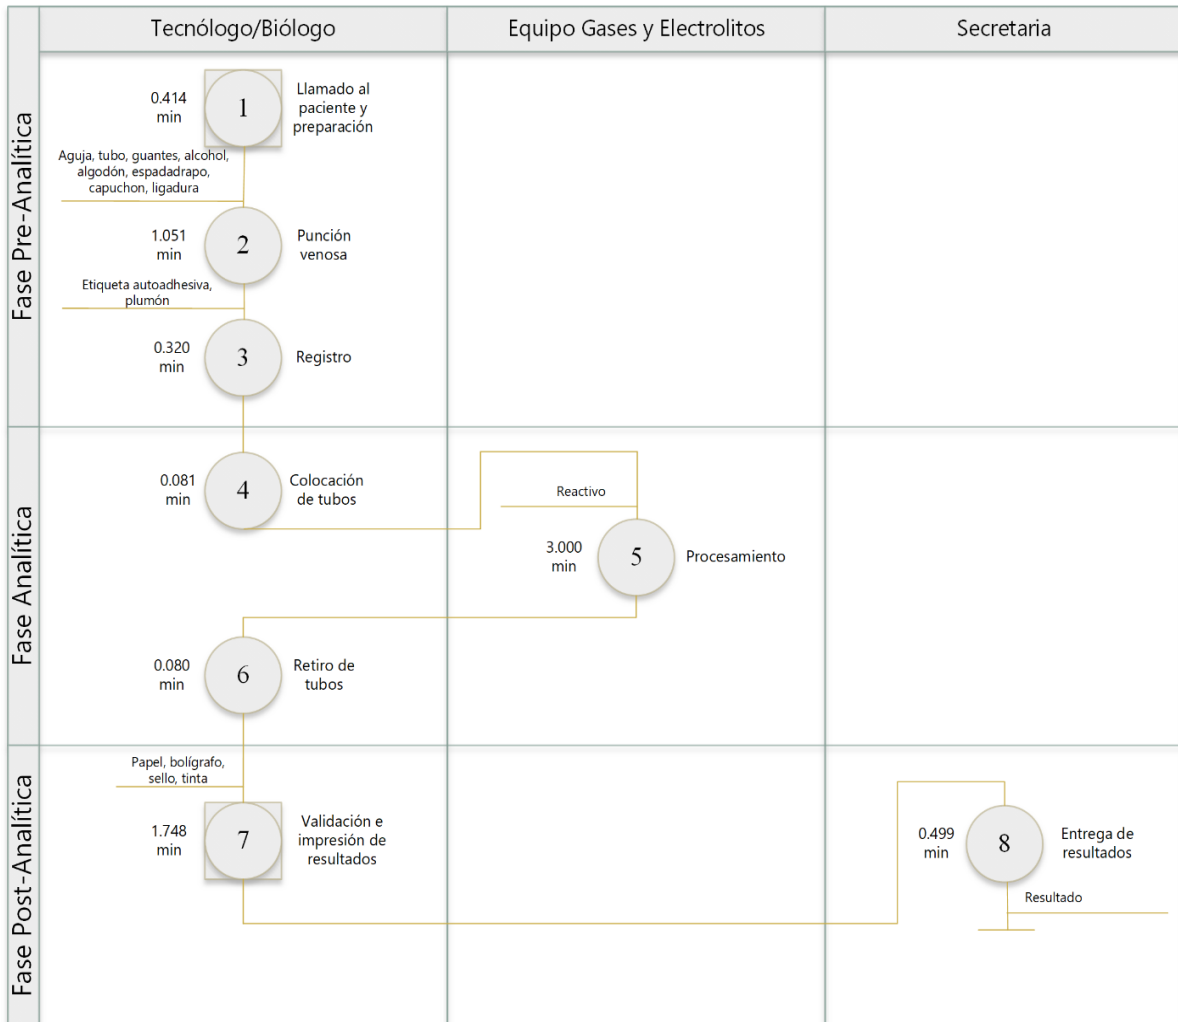 Tecnólogo/Biólogo
Equipo Gases y Electrolitos
Secretaria
Fase Pre-Analítica
0.414
min
1
Llamado al
paciente y
preparación
Aguja, tubo, guantes, alcohol,
algodón, espadadrapo,
capuchon, ligadura
1.051
min
2
Punción
venosa
Etiqueta autoadhesiva,
plumón
0.320
min
3
Registro
Fase Analítica
0.081
min
4
Colocación
de tubos
Reactivo
3.000
min
5
Procesamiento
0.080
min
6
Retiro de
tubos
Fase Post-Analítica
Papel, bolígrafo,
sello, tinta
1.748
min
7
Validación e
impresión de
resultados
0.499
min
8
Entrega de
resultados
Resultado